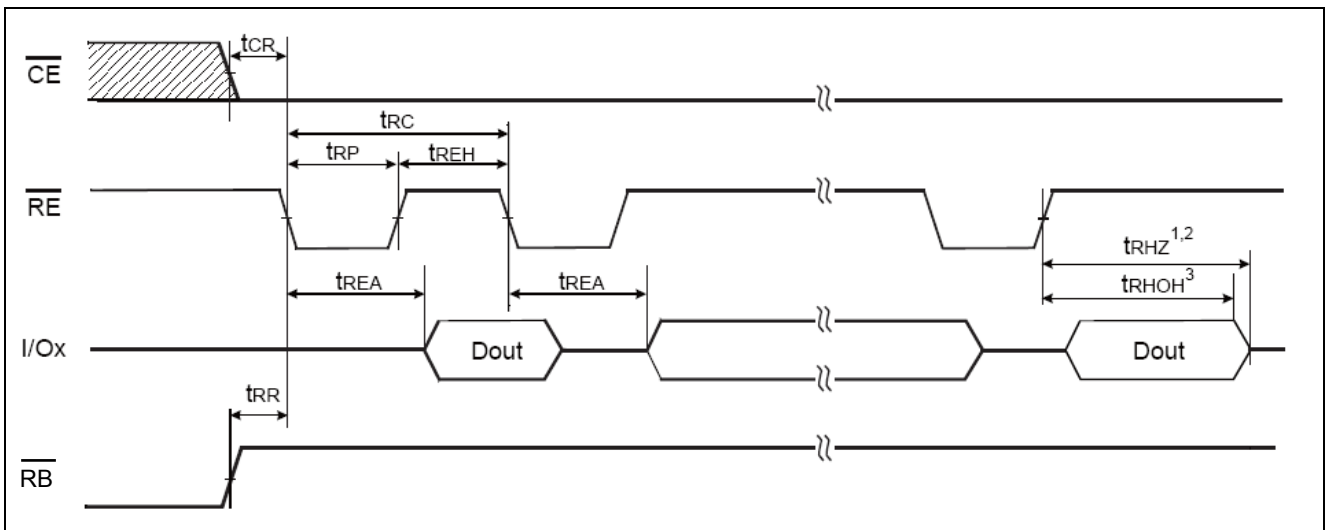 tCR
CE
tRC
tRP
tREH
RE
tRHZ1,2
tREA
tREA
tRHOH3
I/Ox
Dout
Dout
tRR
RB